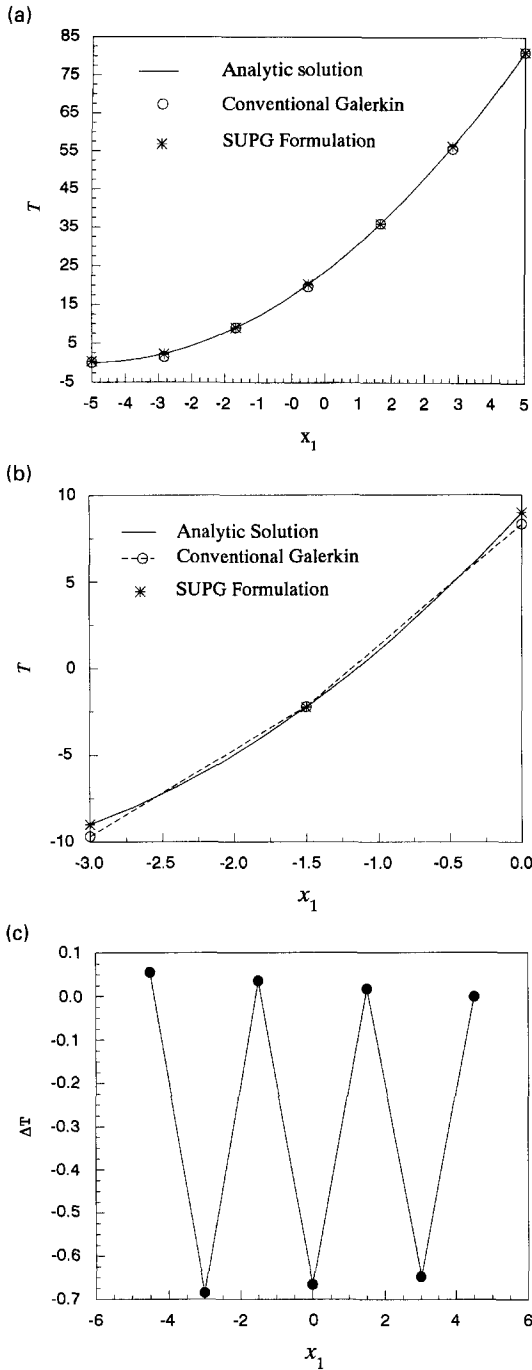 (a)
85
75
65
55
45
35
25
15
5
-5
T
Analytic solution
Conventional Galerkin
SUPG Formulation
-5 -4 -3 -2 -2 -1 0 0 1 2 2 3 4 5
x1
(b)
10
5
0
-5
-10
T
Analytic Solution
Conventional Galerkin
SUPG Formulation
-3.0 -2.5 -2.0 -1.5 -1.0 -0.5 0.0
x1
(c)
0.1
0.0
-0.1
-0.2
-0.3
-0.4
-0.5
-0.6
-0.7
ΔT
-6 -4 -2 0 2 4 6
x1